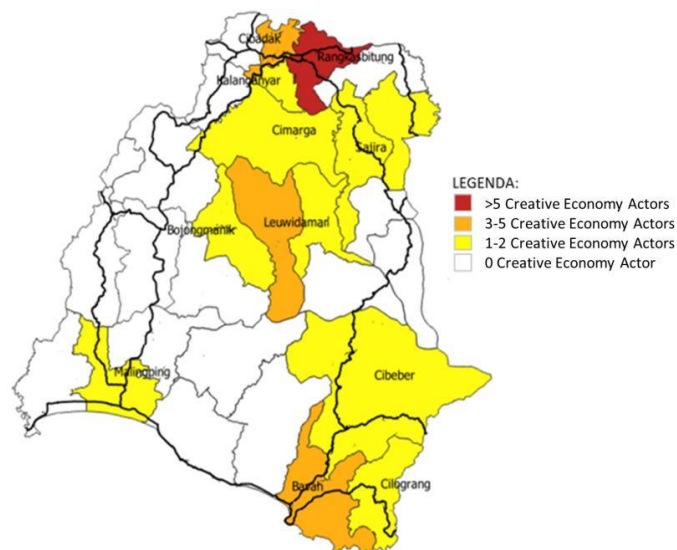 Cibadak
Rangkasbitung
Kalanganyar
Cimarga
Sajira
LEGENDA:
>5 Creative Economy Actors
3-5 Creative Economy Actors
1-2 Creative Economy Actors
0 Creative Economy Actor
Leuwidamari
Bojongmanik
Malingping
Cibeber
Bayah
Cilograng